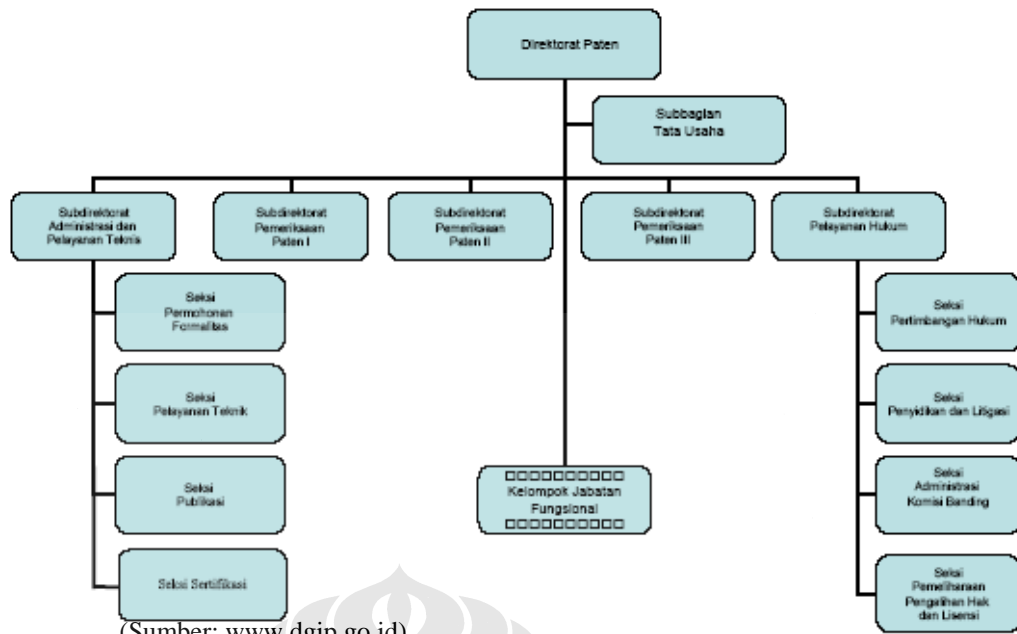 Direktorat Paten
Subbagian
Tata Usaha
Subdirektorat
Administrasi dan
Pelayanan Teknis
Subdirektorat
Pemeriksaan
Paten I
Subdirektorat
Pemeriksaan
Paten II
Subdirektorat
Pemeriksaan
Paten III
Subdirektorat
Pelayanan Hukum
Seksi
Permohonan
Formalitas
Seksi
Pelayanan Teknik
Seksi
Publikasi
Seksi Sertifikasi
□□□□□□□□□□
Kelompok Jabatan
Fungsional
□□□□□□□□□□
Seksi
Pertimbangan Hukum
Seksi
Penyidikan dan Litigasi
Seksi
Administrasi
Komisi Banding
Seksi
Pemeliharaan
Pengalihan Hak
dan Lisensi
(Sumber: www.dgip.go.id)